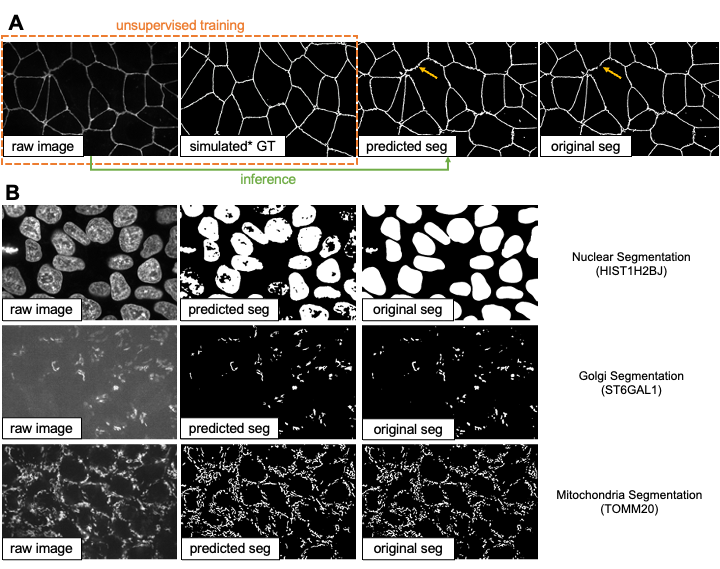 A
unsupervised training
raw image
simulated* GT
predicted seg
original seg
inference
B
raw image
predicted seg
original seg
Nuclear Segmentation
(HIST1H2BJ)
raw image
predicted seg
original seg
Golgi Segmentation
(ST6GAL1)
raw image
predicted seg
original seg
Mitochondria Segmentation
(TOMM20)